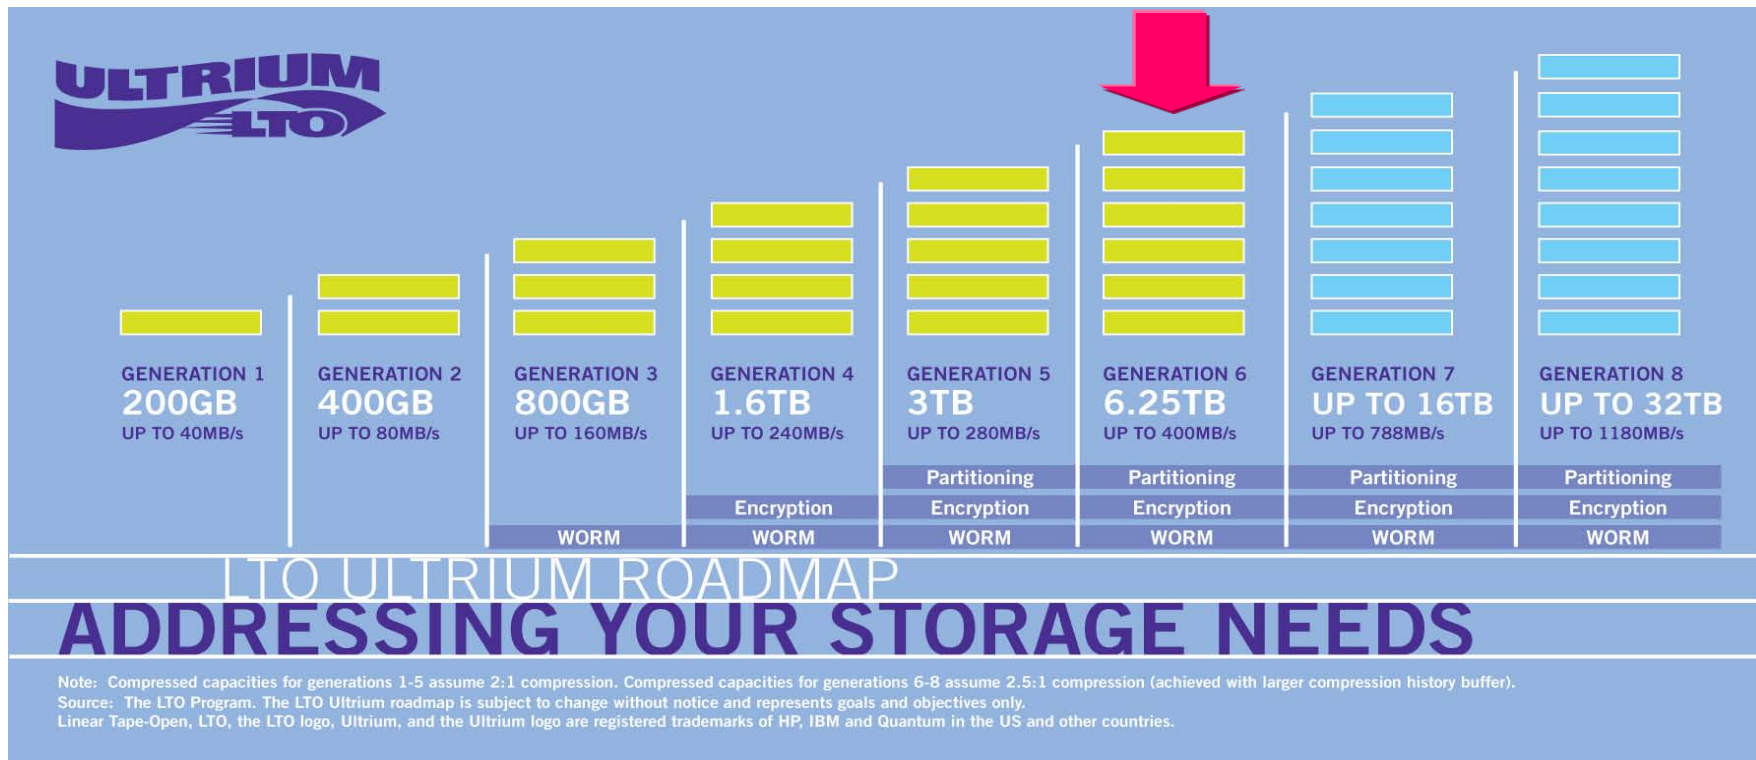 ULTRIUM
LTO
GENERATION 1
200GB
UP TO 40MB/s
GENERATION 2
400GB
UP TO 80MB/s
GENERATION 3
800GB
UP TO 160MB/s
WORM
GENERATION 4
1.6TB
UP TO 240MB/s
Encryption
WORM
GENERATION 5
3TB
UP TO 280MB/s
Partitioning
Encryption
WORM
GENERATION 6
6.25TB
UP TO 400MB/s
Partitioning
Encryption
WORM
GENERATION 7
UP TO 16TB
UP TO 788MB/s
Partitioning
Encryption
WORM
GENERATION 8
UP TO 32TB
UP TO 1180MB/s
Partitioning
Encryption
WORM
LTO ULTRIUM ROADMAP
ADDRESSING YOUR STORAGE NEEDS
Note: Compressed capacities for generations 1-5 assume 2:1 compression. Compressed capacities for generations 6-8 assume 2.5:1 compression (achieved with larger compression history buffer).
Source: The LTO Program. The LTO Ultrium roadmap is subject to change without notice and represents goals and objectives only.
Linear Tape-Open, LTO, the LTO logo, Ultrium, and the Ultrium logo are registered trademarks of HP, IBM and Quantum in the US and other countries.